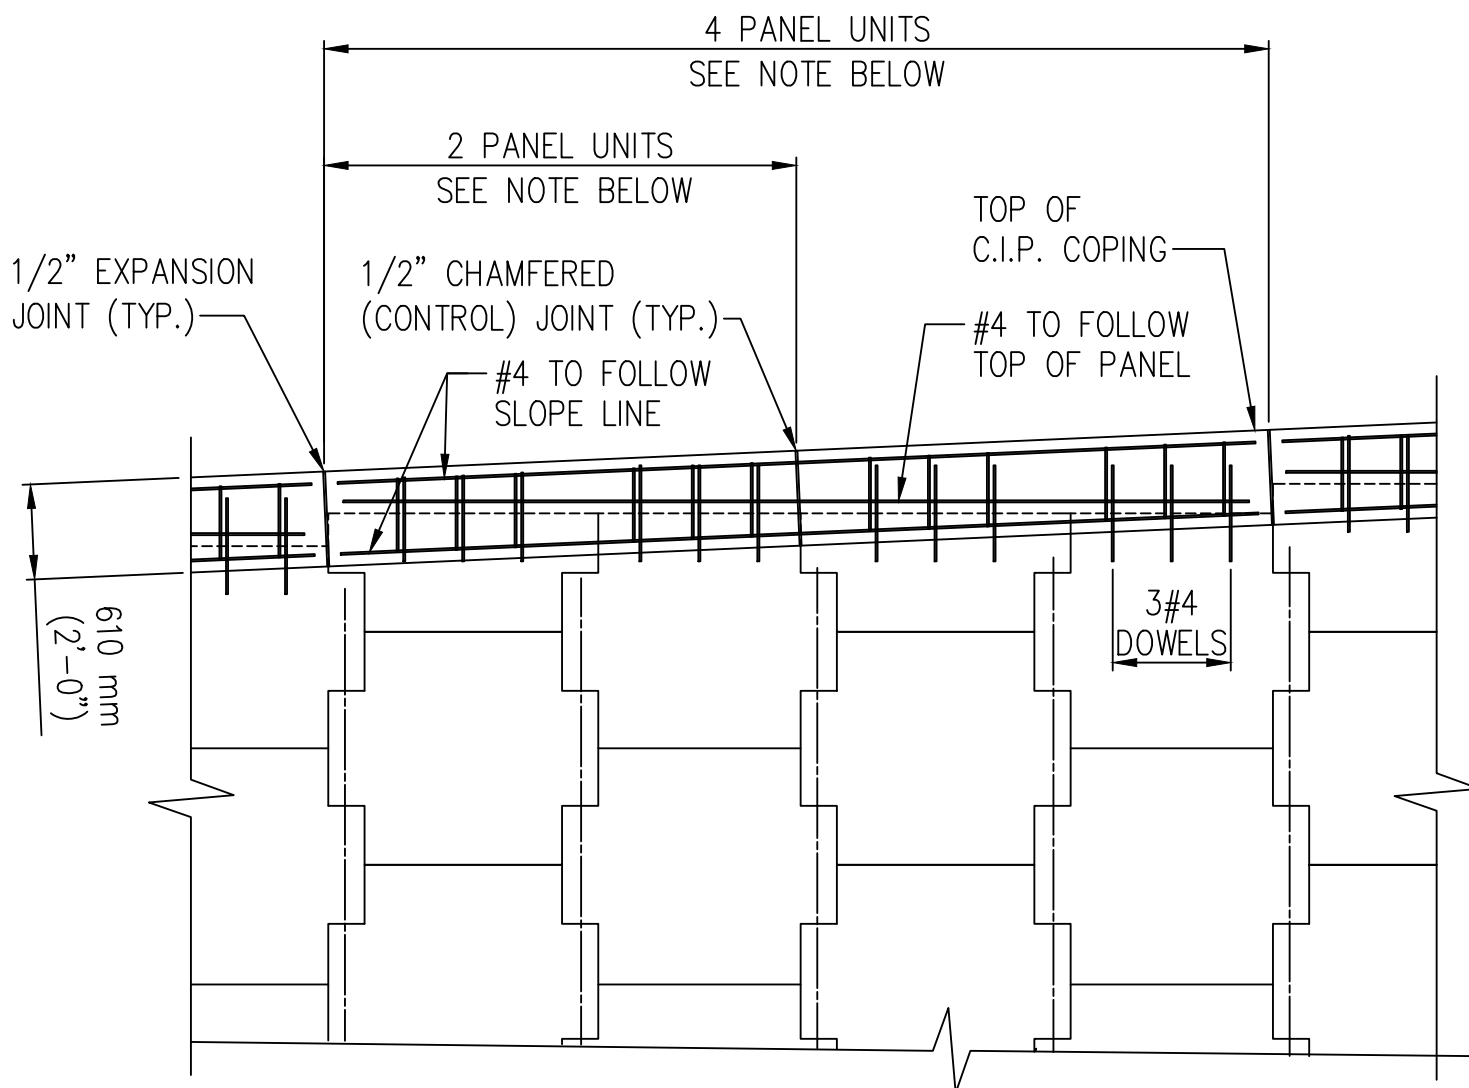 4 PANEL UNITS
SEE NOTE BELOW
2 PANEL UNITS
SEE NOTE BELOW
TOP OF
C.I.P. COPING
1/2” EXPANSION
JOINT (TYP.)
1/2” CHAMFERED
(CONTROL) JOINT (TYP.)
#4 TO FOLLOW
TOP OF PANEL
#4 TO FOLLOW
SLOPE LINE
3#4
DOWELS
610 mm
(2'–0”)